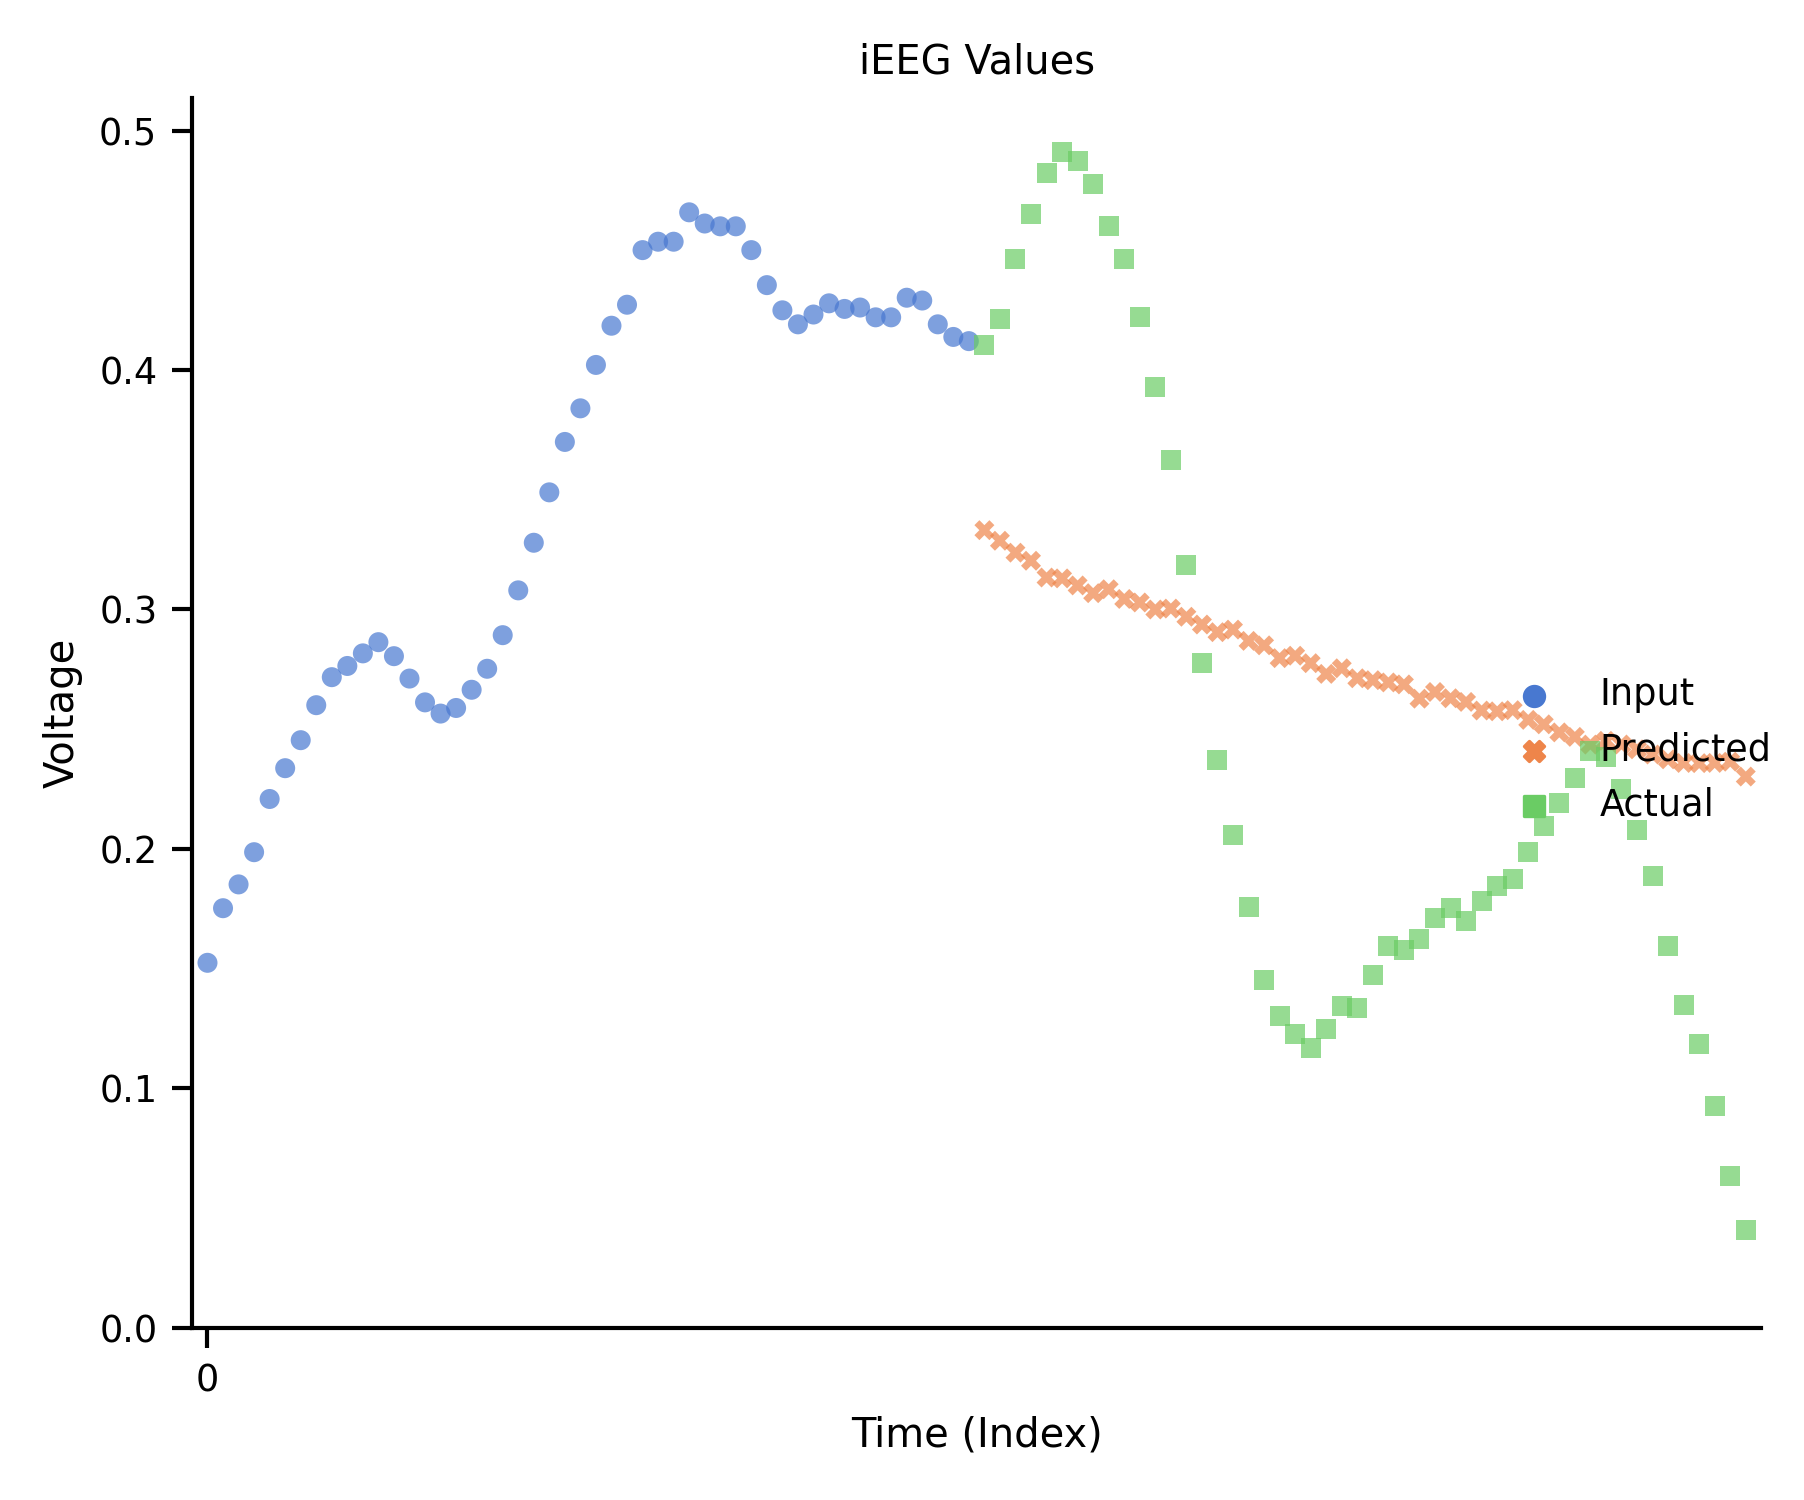 iEEG Values
0.5
0.4
0.3
0.2
0.1
0.0
Voltage
0
Time (Index)
Input
Predicted
Actual